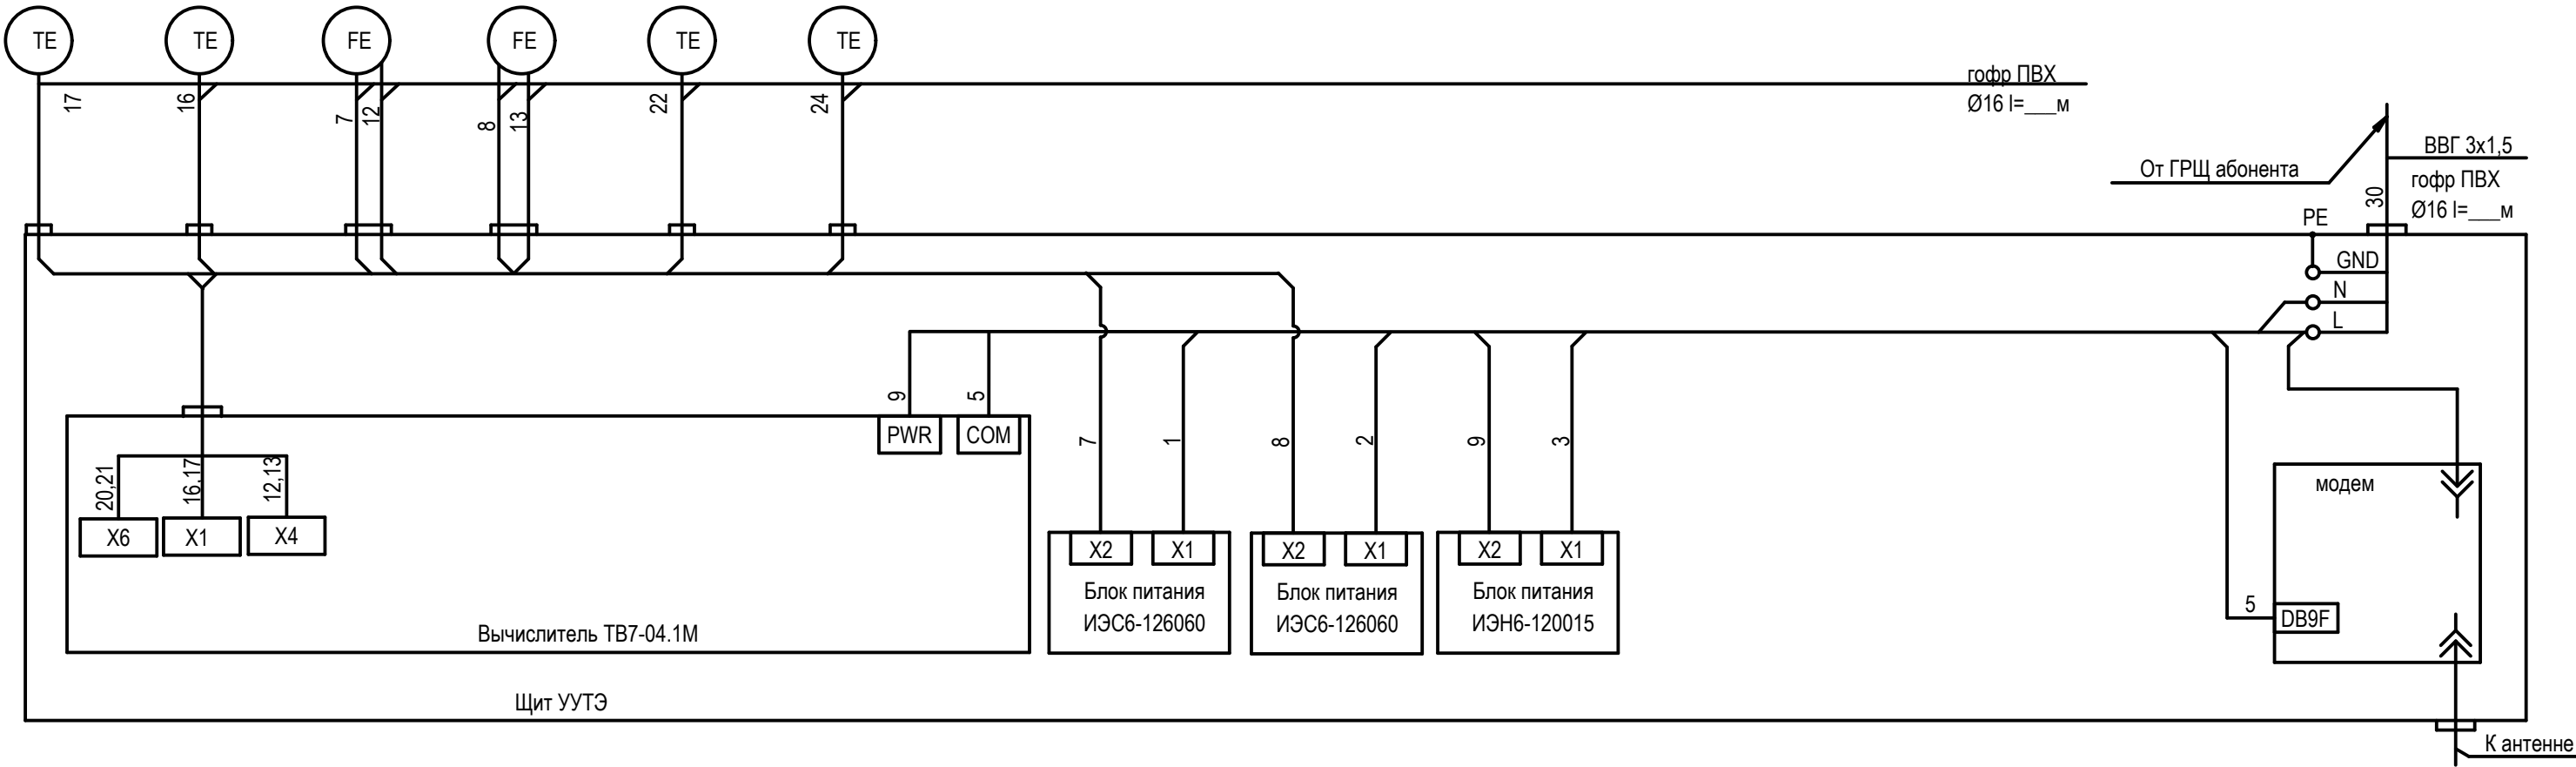 TE TE FE FE TE TE
гофр ПВХ
Ø16 l=___м
17 16 7 12 8 13 22 24
ВВГ 3х1,5
От ГРЩ абонента
гофр ПВХ
Ø16 l=___м
30
PE
GND
N
L
9 5
PWR COM
7 1 8 2 9 3
20,21 16,17 12,13
X6 X1 X4
модем
X2 X1 X2 X1 X2 X1
Блок питания
ИЭС6-126060
Блок питания
ИЭС6-126060
Блок питания
ИЭН6-120015
5
DB9F
Вычислитель ТВ7-04.1М
Щит УУТЭ
К антенне